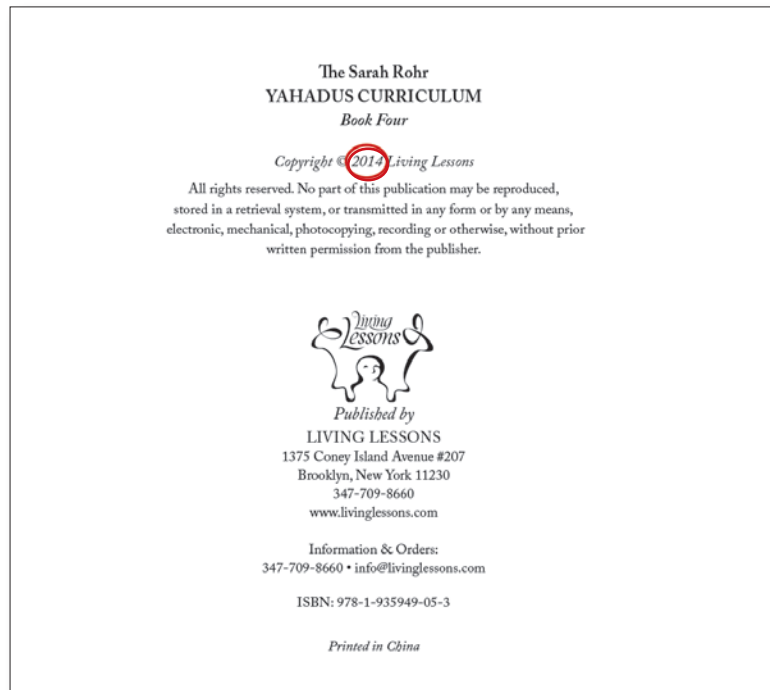 The Sarah Rohr
YAHADUS CURRICULUM
Book Four
Copyright © 2014 Living Lessons
All rights reserved. No part of this publication may be reproduced,
stored in a retrieval system, or transmitted in any form or by any means,
electronic, mechanical, photocopying, recording or otherwise, without prior
written permission from the publisher.
Living
Lessons
Published by
LIVING LESSONS
1375 Coney Island Avenue #207
Brooklyn, New York 11230
347-709-8660
www.livinglessons.com
Information & Orders:
347-709-8660 • info@livinglessons.com
ISBN: 978-1-935949-05-3
Printed in China